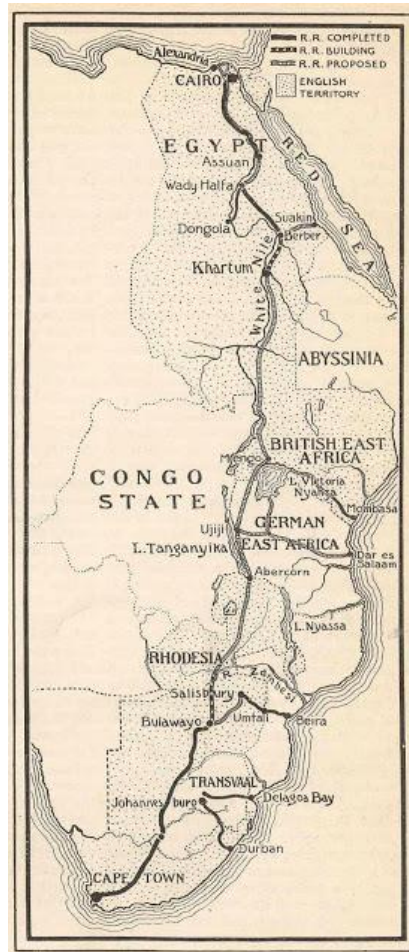 R.R. COMPLETED
R.R. BUILDING
R.R. PROPOSED
ENGLISH
TERRITORY
Alexandria
CAIRO
EGYPT
RED SEA
Assuan
Wady Halfa
Suakin
Dongola
Berber
Khartum
White Nile
ABYSSINIA
BRITISH EAST
AFRICA
Mengo
CONGO
STATE
L. Victoria
Nyansa
Mombasa
Ujiji
GERMAN
EAST AFRICA
L. Tanganyika
Dar es
Salaam
Abercorn
L. Nyassa
RHODESIA
R. Zambesi
Salisbury
Bulawayo
Umtali
Beira
TRANSVAAL
Johannesburg
Delagoa Bay
Durban
CAPE TOWN